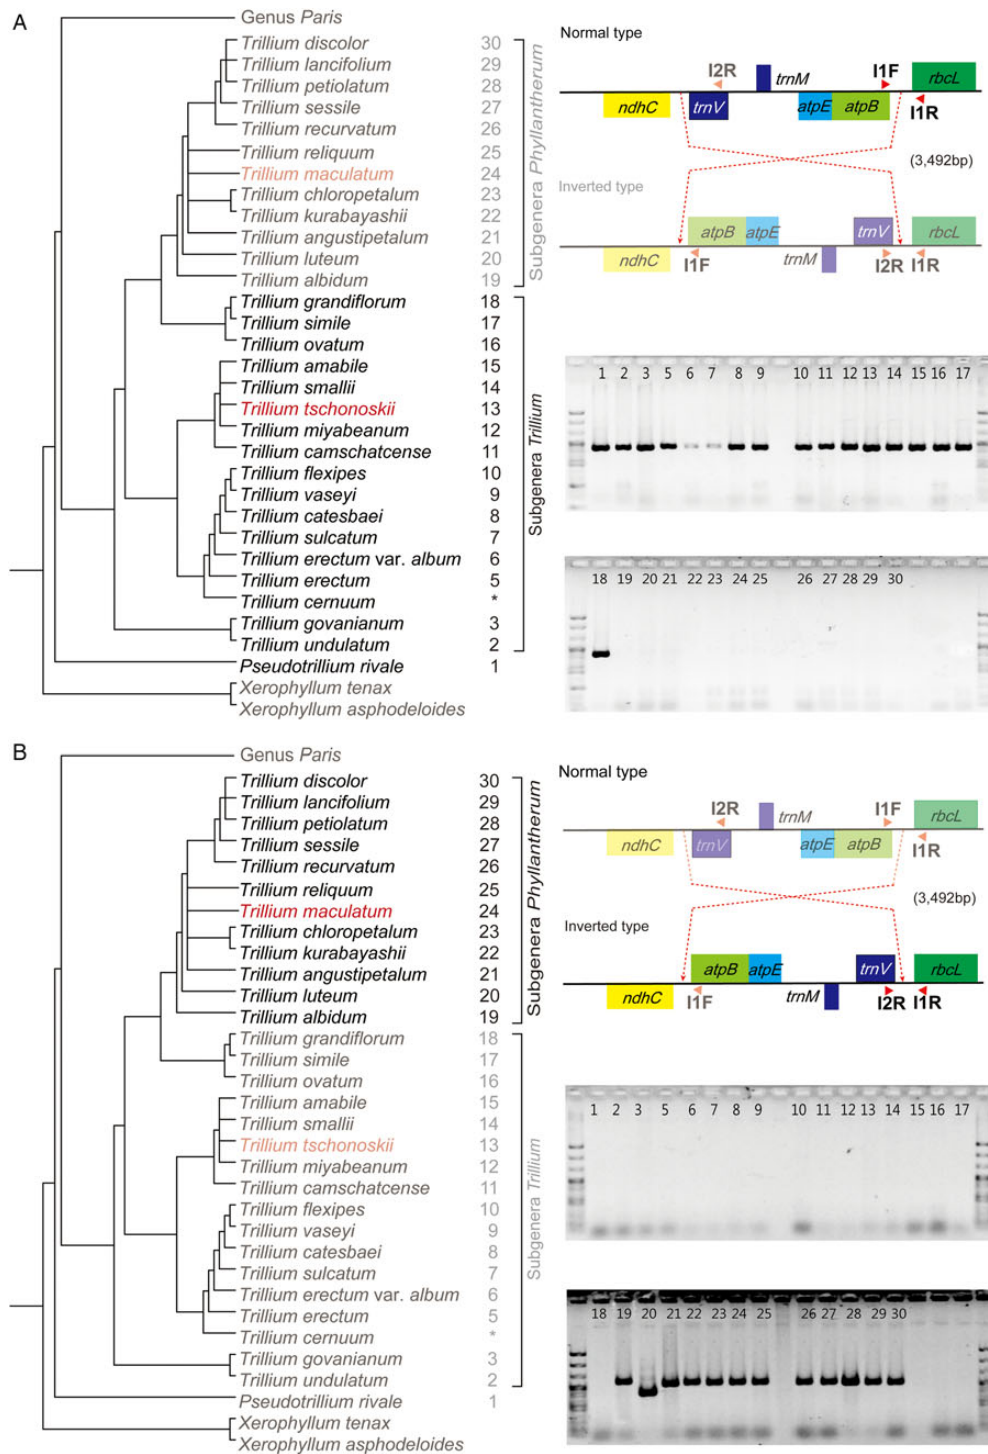 A
Genus Paris
Trillium discolor 30
Trillium lancifolium 29
Trillium petiolatum 28
Trillium sessile 27
Trillium recurvatum 26
Trillium reliquum 25
Trillium maculatum 24
Trillium chloropetalum 23
Trillium kurabayashii 22
Trillium angustipetalum 21
Trillium luteum 20
Trillium albidum 19
Subgenera Phyllantherum
Trillium grandiflorum 18
Trillium simile 17
Trillium ovatum 16
Trillium amabile 15
Trillium smallii 14
Trillium tschonoskii 13
Trillium miyabeanum 12
Trillium camschatcense 11
Trillium flexipes 10
Trillium vaseyi 9
Trillium catesbaei 8
Trillium sulcatum 7
Trillium erectum var. album 6
Trillium erectum 5
Trillium cernuum *
Trillium govanianum 3
Trillium undulatum 2
Subgenera Trillium
Pseudotrillium rivale 1
Xerophyllum tenax
Xerophyllum asphodeloides
Normal type
I2R trnM I1F rbcL
ndhC trnV atpE atpB I1R
(3,492bp)
Inverted type
atpB atpE trnV rbcL
ndhC I1F trnM I2R I1R
1 2 3 5 6 7 8 9 10 11 12 13 14 15 16 17
18 19 20 21 22 23 24 25 26 27 28 29 30
B
Genus Paris
Trillium discolor 30
Trillium lancifolium 29
Trillium petiolatum 28
Trillium sessile 27
Trillium recurvatum 26
Trillium reliquum 25
Trillium maculatum 24
Trillium chloropetalum 23
Trillium kurabayashii 22
Trillium angustipetalum 21
Trillium luteum 20
Trillium albidum 19
Subgenera Phyllantherum
Trillium grandiflorum 18
Trillium simile 17
Trillium ovatum 16
Trillium amabile 15
Trillium smallii 14
Trillium tschonoskii 13
Trillium miyabeanum 12
Trillium camschatcense 11
Trillium flexipes 10
Trillium vaseyi 9
Trillium catesbaei 8
Trillium sulcatum 7
Trillium erectum var. album 6
Trillium erectum 5
Trillium cernuum *
Trillium govanianum 3
Trillium undulatum 2
Subgenera Trillium
Pseudotrillium rivale 1
Xerophyllum tenax
Xerophyllum asphodeloides
Normal type
I2R trnM I1F rbcL
ndhC trnV atpE atpB I1R
(3,492bp)
Inverted type
atpB atpE trnV rbcL
ndhC I1F trnM I2R I1R
1 2 3 5 6 7 8 9 10 11 12 13 14 15 16 17
18 19 20 21 22 23 24 25 26 27 28 29 30